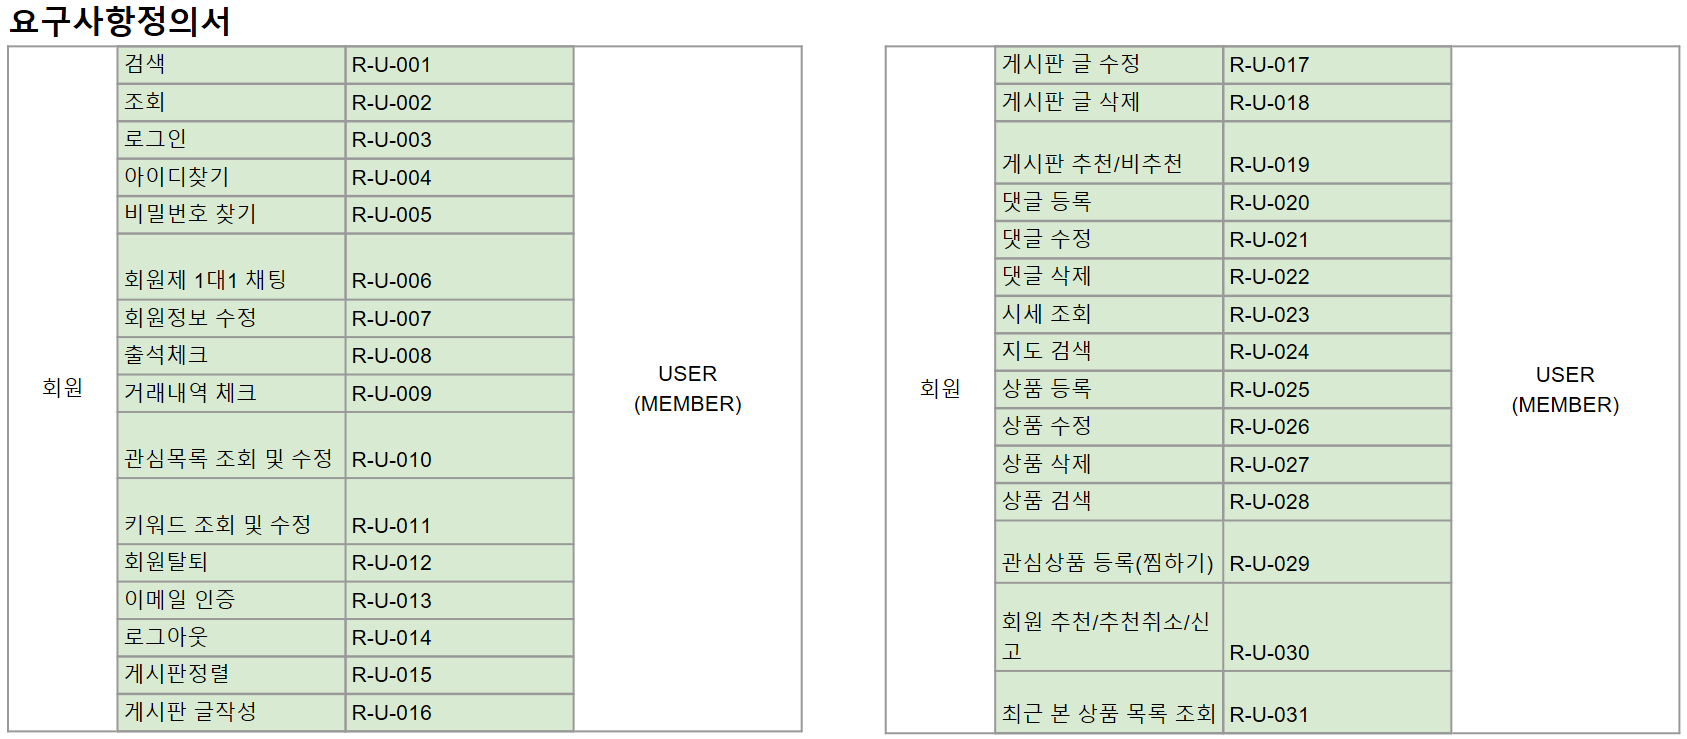 요구사항정의서
회원
검색 R-U-001
조회 R-U-002
로그인 R-U-003
아이디찾기 R-U-004
비밀번호 찾기 R-U-005
회원제 1대1 채팅 R-U-006
회원정보 수정 R-U-007
출석체크 R-U-008
거래내역 체크 R-U-009
관심목록 조회 및 수정 R-U-010
키워드 조회 및 수정 R-U-011
회원탈퇴 R-U-012
이메일 인증 R-U-013
로그아웃 R-U-014
게시판정렬 R-U-015
게시판 글작성 R-U-016
USER
(MEMBER)
회원
게시판 글 수정 R-U-017
게시판 글 삭제 R-U-018
게시판 추천/비추천 R-U-019
댓글 등록 R-U-020
댓글 수정 R-U-021
댓글 삭제 R-U-022
시세 조회 R-U-023
지도 검색 R-U-024
상품 등록 R-U-025
상품 수정 R-U-026
상품 삭제 R-U-027
상품 검색 R-U-028
관심상품 등록(찜하기) R-U-029
회원 추천/추천취소/신
고 R-U-030
최근 본 상품 목록 조회 R-U-031
USER
(MEMBER)